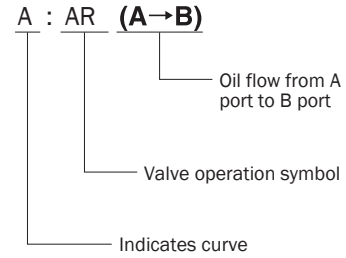 A : AR (A→B)
Oil flow from A
port to B port
Valve operation symbol
Indicates curve